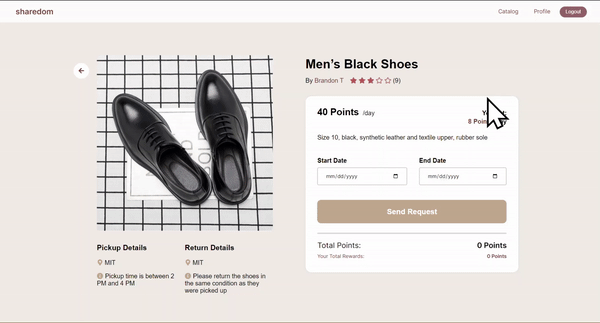 sharedom
Catalog Profile Logout
Men's Black Shoes
By Brandon T (9)
40 Points /day
8
Size 10, black, synthetic leather and textile upper, rubber sole
Start Date End Date
mm/dd/yyyy mm/dd/yyyy
Send Request
Total Points: 0 Points
Your Total Rewards: 0 Points
Pickup Details
MIT
Pickup time is between 2
PM and 4 PM
Return Details
MIT
Please return the shoes in
the same condition as they
were picked up